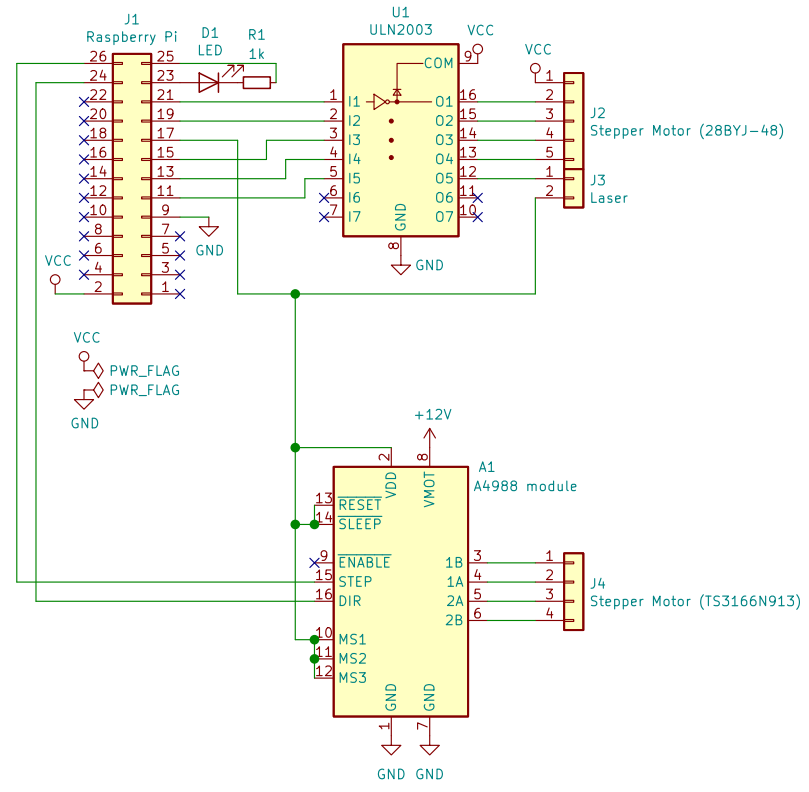 J1
Raspberry Pi
26 25
24 23
22 21
20 19
18 17
16 15
14 13
12 11
10 9
8 7
6 5
4 3
2 1
D1
LED
R1
1k
VCC
GND
U1
ULN2003
VCC
COM 9
1 I1 O1 16
2 I2 O2 15
3 I3 O3 14
4 I4 O4 13
5 I5 O5 12
6 I6 O6 11
7 I7 O7 10
GND
8
GND
VCC
1
2
3
4
5
J2
Stepper Motor (28BYJ-48)
1
2
J3
Laser
VCC
PWR_FLAG
PWR_FLAG
GND
+12V
2 8
A1
A4988 module
VDD VMOT
13 RESET
14 SLEEP
9 ENABLE 1B 3
15 STEP 1A 4
16 DIR 2A 5
2B 6
10 MS1
11 MS2
12 MS3
GND GND
1 7
GND GND
1
2
3
4
J4
Stepper Motor (TS3166N913)